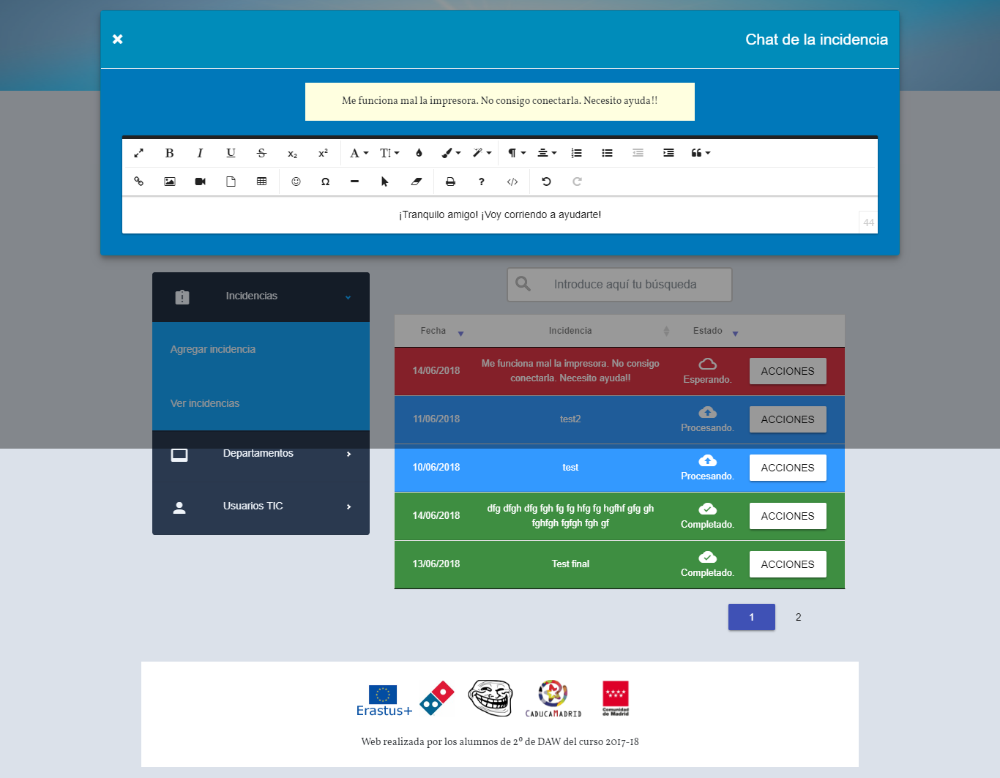 Chat de la incidencia
Me funciona mal la impresora. No consigo conectarla. Necesito ayuda!!
¡Tranquilo amigo! ¡Voy corriendo a ayudarte!
44
Incidencias
Agregar incidencia
Ver incidencias
Departamentos
Usuarios TIC
Introduce aquí tu búsqueda
Fecha Incidencia Estado
14/06/2018 Me funciona mal la impresora. No consigo
conectarla. Necesito ayuda!! Esperando. ACCIONES
11/06/2018 test2 Procesando. ACCIONES
10/06/2018 test Procesando. ACCIONES
14/06/2018 dfg dfgh dfg fgh fg fg hfg fg hgfhf gfg gh
fghfgh fgfgh fgh gf Completado. ACCIONES
13/06/2018 Test final Completado. ACCIONES
1 2
Erasmus+
CADUCAMADRID
Comunidad
de Madrid
Web realizada por los alumnos de 2º de DAW del curso 2017-18